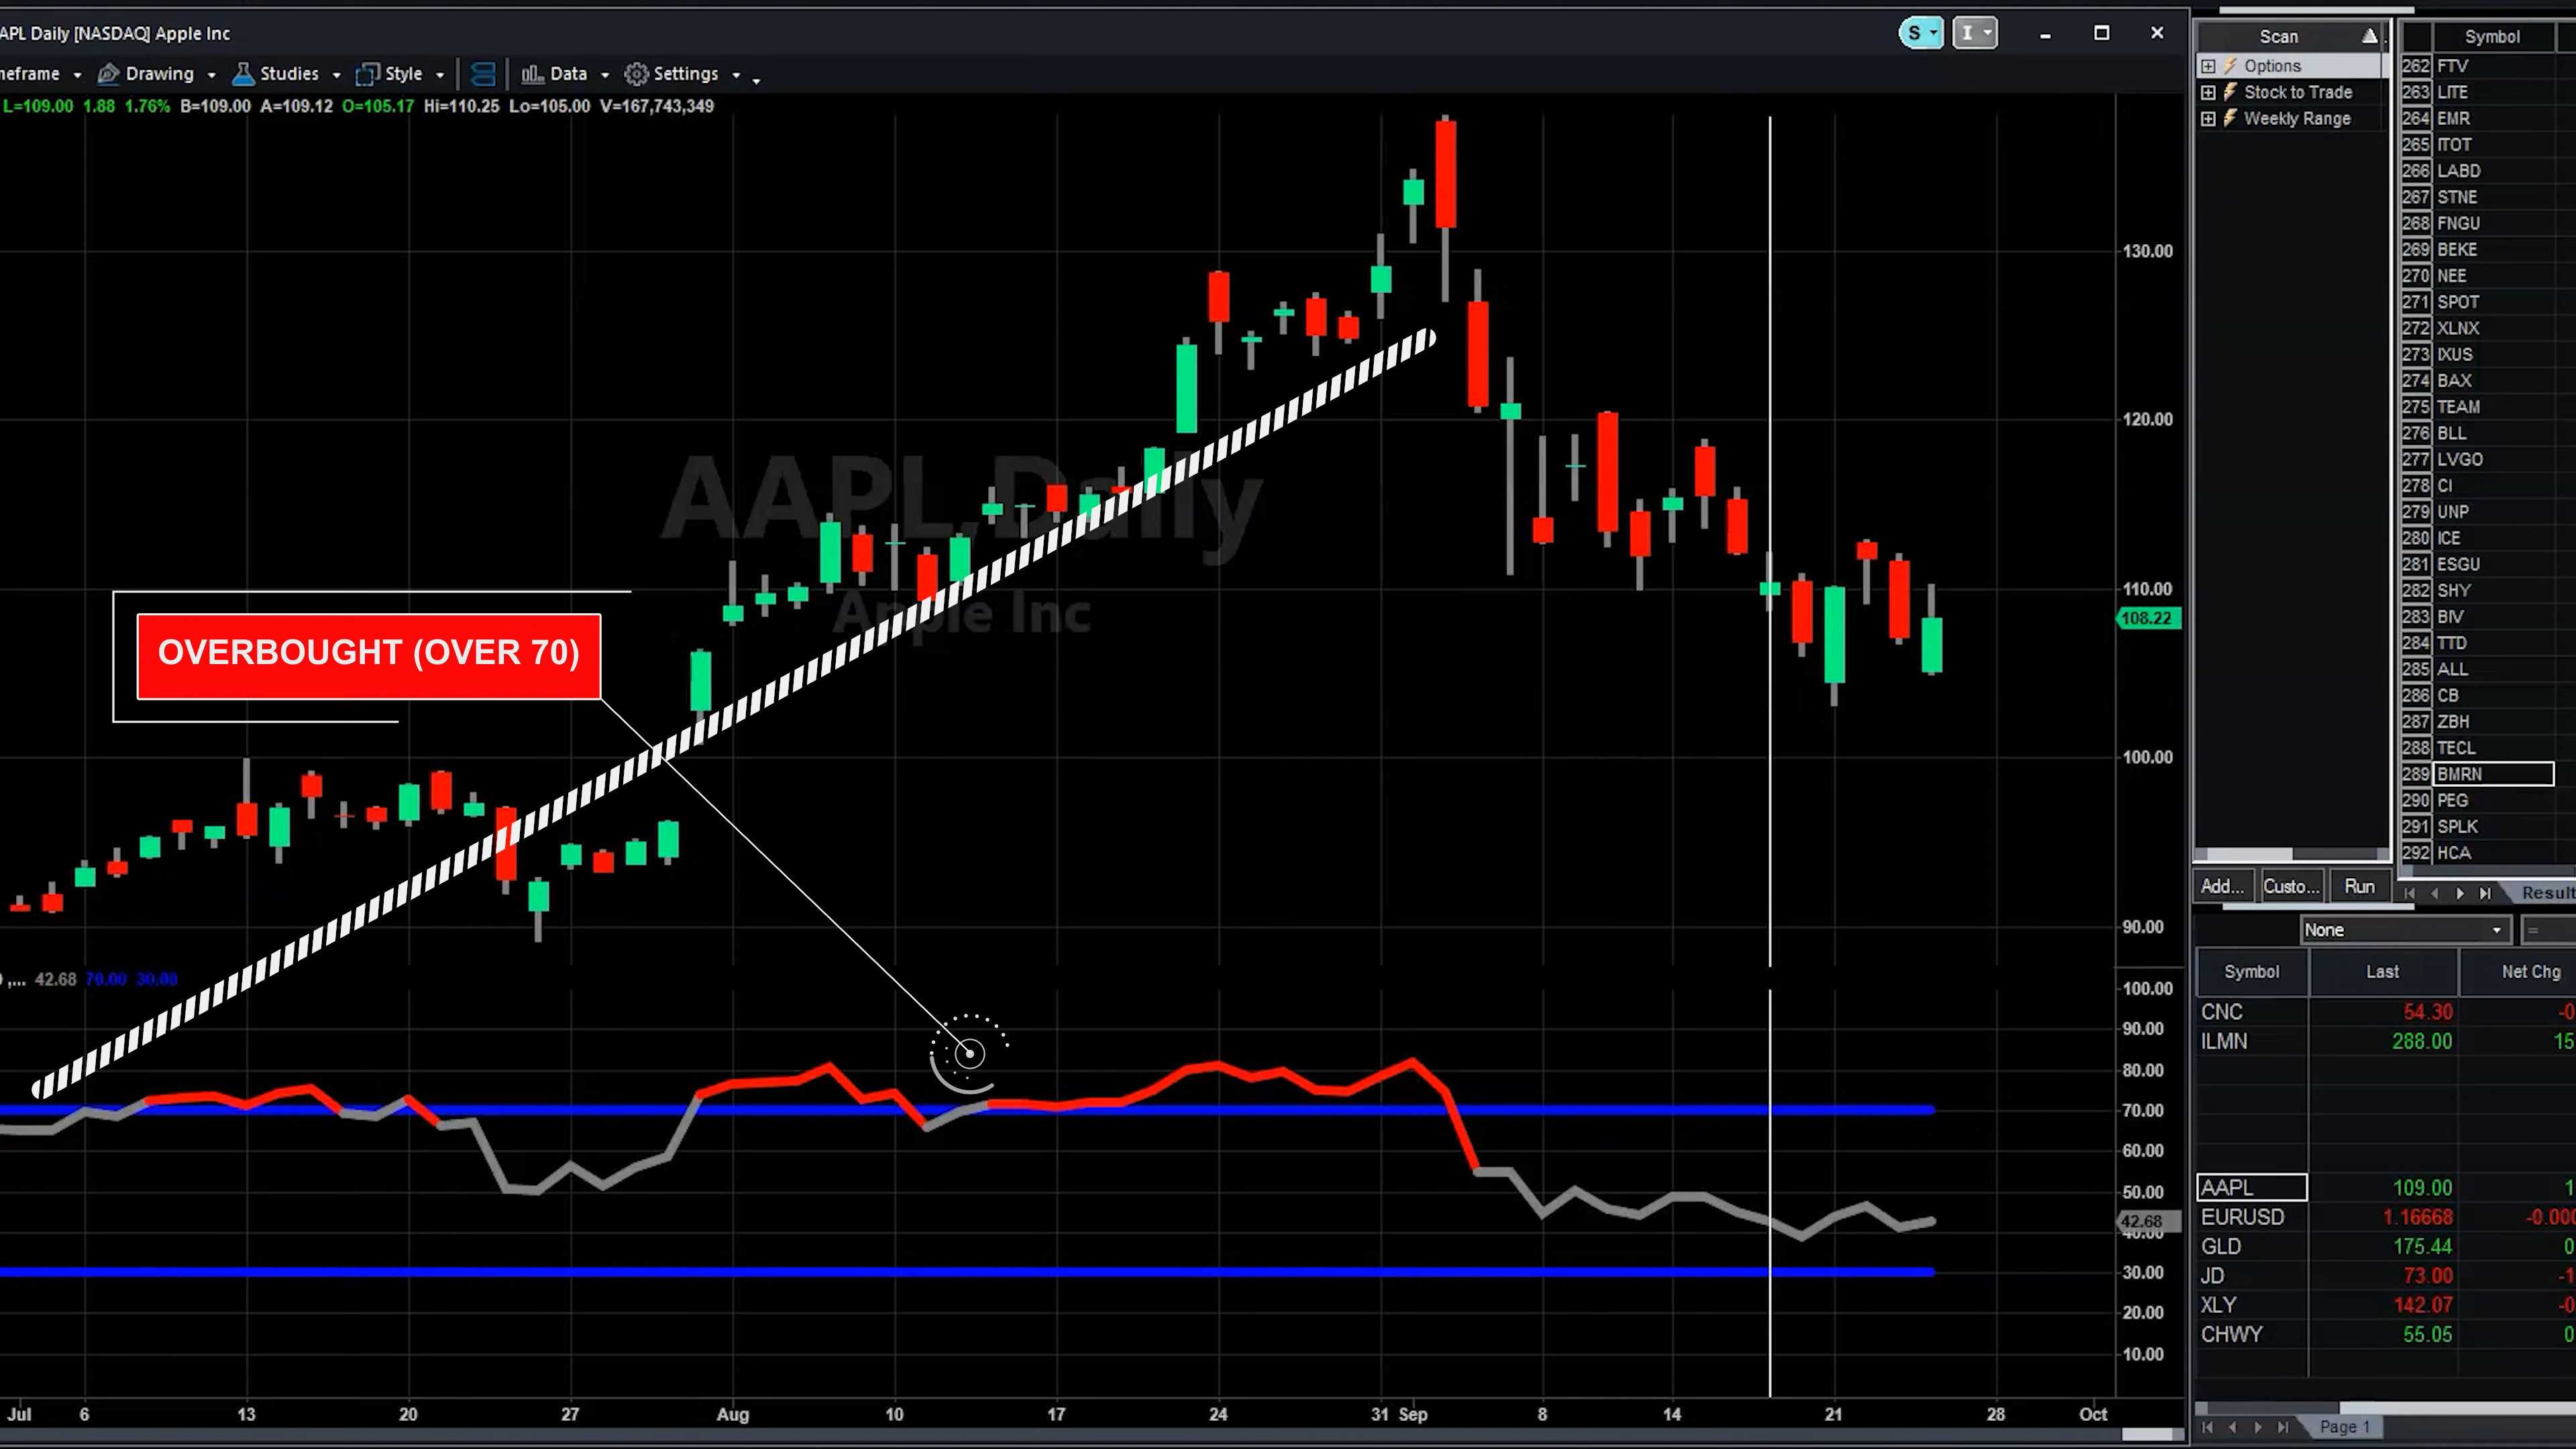 APL Daily [NASDAQ] Apple Inc
S
I
neframe Drawing Studies Style Data Settings
L=109.00 1.88 1.76% B=109.00 A=109.12 O=105.17 Hi=110.25 Lo=105.00 V=167,743,349
AAPL,Daily
Apple Inc
OVERBOUGHT (OVER 70)
130.00
120.00
110.00
108.22
100.00
90.00
,... 42.68 70.00 30.00
100.00
90.00
80.00
70.00
60.00
50.00
42.68
40.00
30.00
20.00
10.00
Jul 6 13 20 27 Aug 10 17 24 31 Sep 8 14 21 28 Oct
Scan
Options
Stock to Trade
Weekly Range
Add... Custo... Run
Symbol
262 FTV
263 LITE
264 EMR
265 ITOT
266 LABD
267 STNE
268 FNGU
269 BEKE
270 NEE
271 SPOT
272 XLNX
273 IXUS
274 BAX
275 TEAM
276 BLL
277 LVGO
278 CI
279 UNP
280 ICE
281 ESGU
282 SHY
283 BIV
284 TTD
285 ALL
286 CB
287 ZBH
288 TECL
289 BMRN
290 PEG
291 SPLK
292 HCA
Result
None =
Symbol Last Net Chg
CNC 54.30 -0
ILMN 288.00 15
AAPL 109.00 1
EURUSD 1.16668 -0.000
GLD 175.44 0
JD 73.00 -1
XLY 142.07 -0
CHWY 55.05 0
Page 1